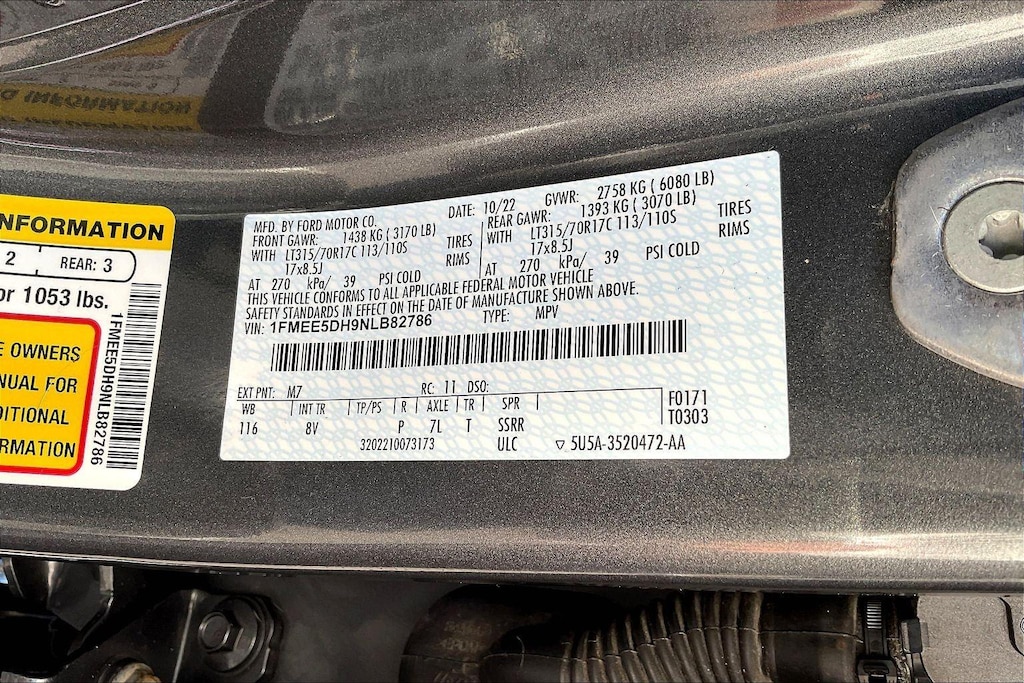 D INFORMATION
INFORMATION
2 REAR: 3
or 1053 lbs.
E OWNERS
NUAL FOR
DITIONAL
RMATION
1FMEE5DH9NLB82786
MFD. BY FORD MOTOR CO. DATE: 10/22 GVWR: 2758 KG ( 6080 LB)
FRONT GAWR: 1438 KG ( 3170 LB) REAR GAWR: 1393 KG ( 3070 LB)
WITH LT315/70R17C 113/110S TIRES WITH LT315/70R17C 113/110S TIRES
17x8.5J RIMS 17x8.5J RIMS
AT 270 kPa/ 39 PSI COLD AT 270 kPa/ 39 PSI COLD
THIS VEHICLE CONFORMS TO ALL APPLICABLE FEDERAL MOTOR VEHICLE
SAFETY STANDARDS IN EFFECT ON THE DATE OF MANUFACTURE SHOWN ABOVE.
VIN: 1FMEE5DH9NLB82786 TYPE: MPV
EXT PNT: M7 RC: 11 DSO:
WB INT TR TP/PS R AXLE TR SPR F0171
116 8V P 7L T SSRR T0303
3202210073173 ULC ▽ 5U5A-3520472-AA